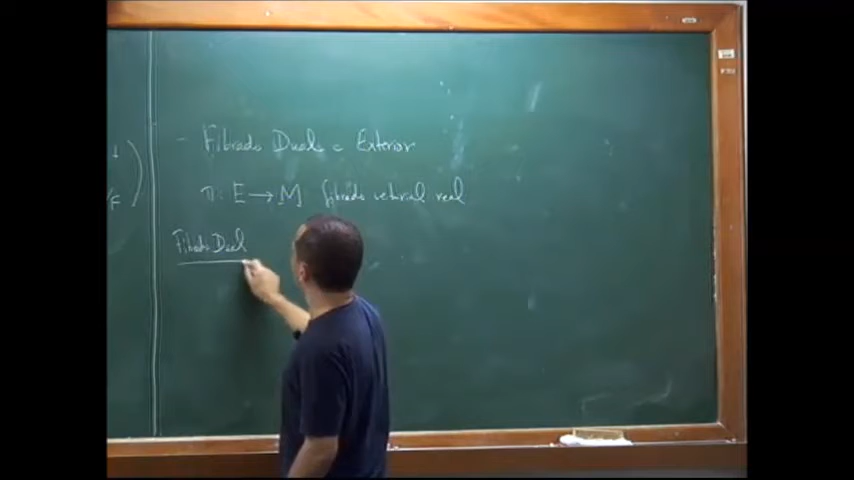 - Fibrado Dual e Exterior
π: E → M fibrado vetorial real
Fibrado Dual